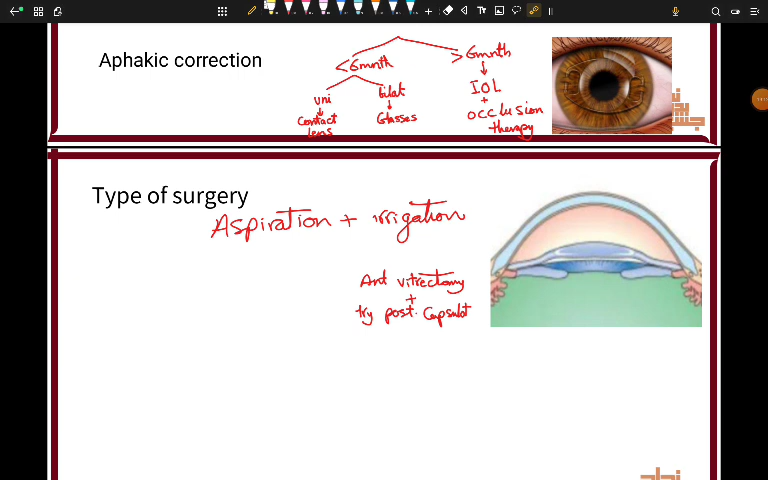 Aphakic correction
< 6mnth
> 6mnth
uni
bilat
Contact lens
Glasses
IOL
+
occlusion
therapy
Type of surgery
Aspiration + irrigation
Ant vitrectomy
+
try post.